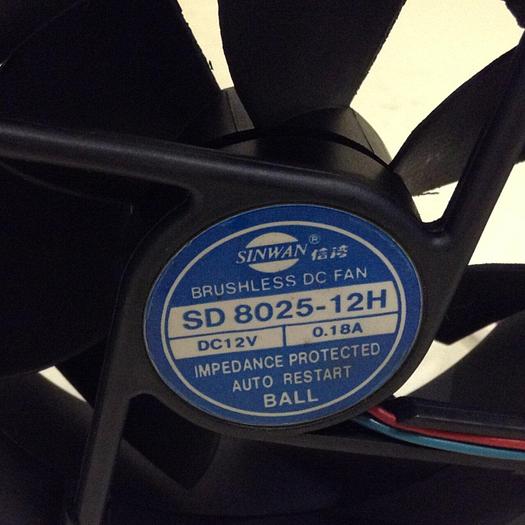 SINWAN® 信湾
BRUSHLESS DC FAN
SD 8025-12H
DC12V 0.18A
IMPEDANCE PROTECTED
AUTO RESTART
BALL